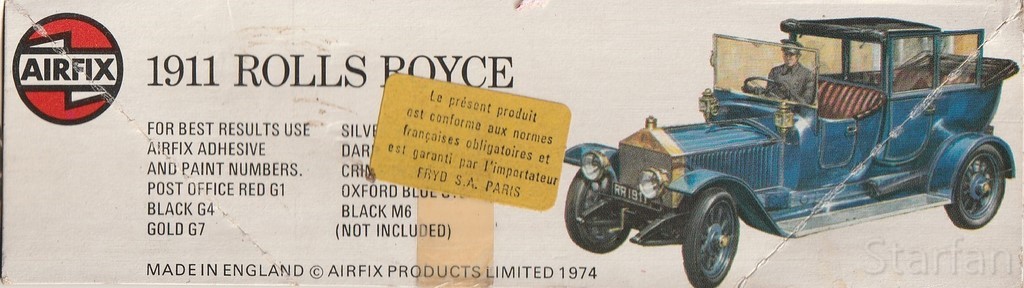 AIRFIX
1911 ROLLS ROYCE
FOR BEST RESULTS USE
AIRFIX ADHESIVE
AND PAINT NUMBERS.
POST OFFICE RED G1
BLACK G4
GOLD G7
OXFORD BLUE
BLACK M6
(NOT INCLUDED)
Le présent produit
est conforme aux normes
françaises obligatoires et
est garanti par l'importateur
FRYD S.A. PARIS
RR1911
MADE IN ENGLAND © AIRFIX PRODUCTS LIMITED 1974
Starfan